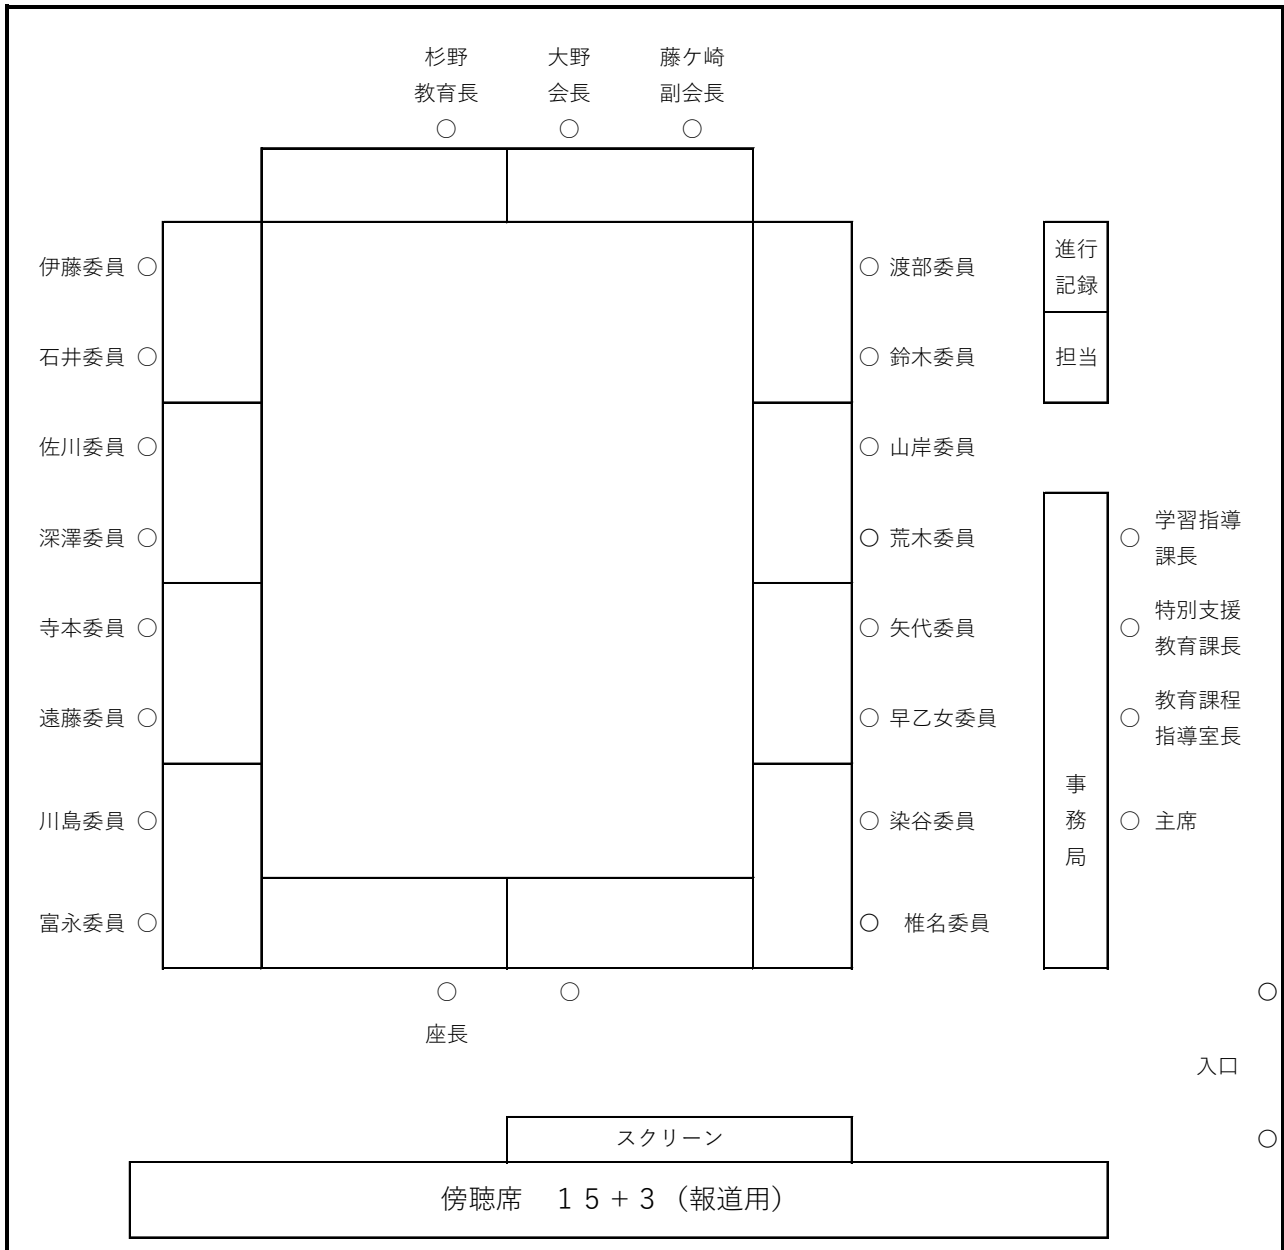 杉野
教育長
○
大野
会長
○
藤ケ崎
副会長
○
伊藤委員 ○
○ 渡部委員
進行
記録
石井委員 ○
○ 鈴木委員
担当
佐川委員 ○
○ 山岸委員
深澤委員 ○
○ 荒木委員
○ 学習指導
課長
寺本委員 ○
○ 矢代委員
○ 特別支援
教育課長
遠藤委員 ○
○ 早乙女委員
○ 教育課程
指導室長
事
務
局
川島委員 ○
○ 染谷委員
○ 主席
富永委員 ○
○ 椎名委員
○ ○ ○
座長
入口
○
スクリーン
傍聴席 15+3（報道用）